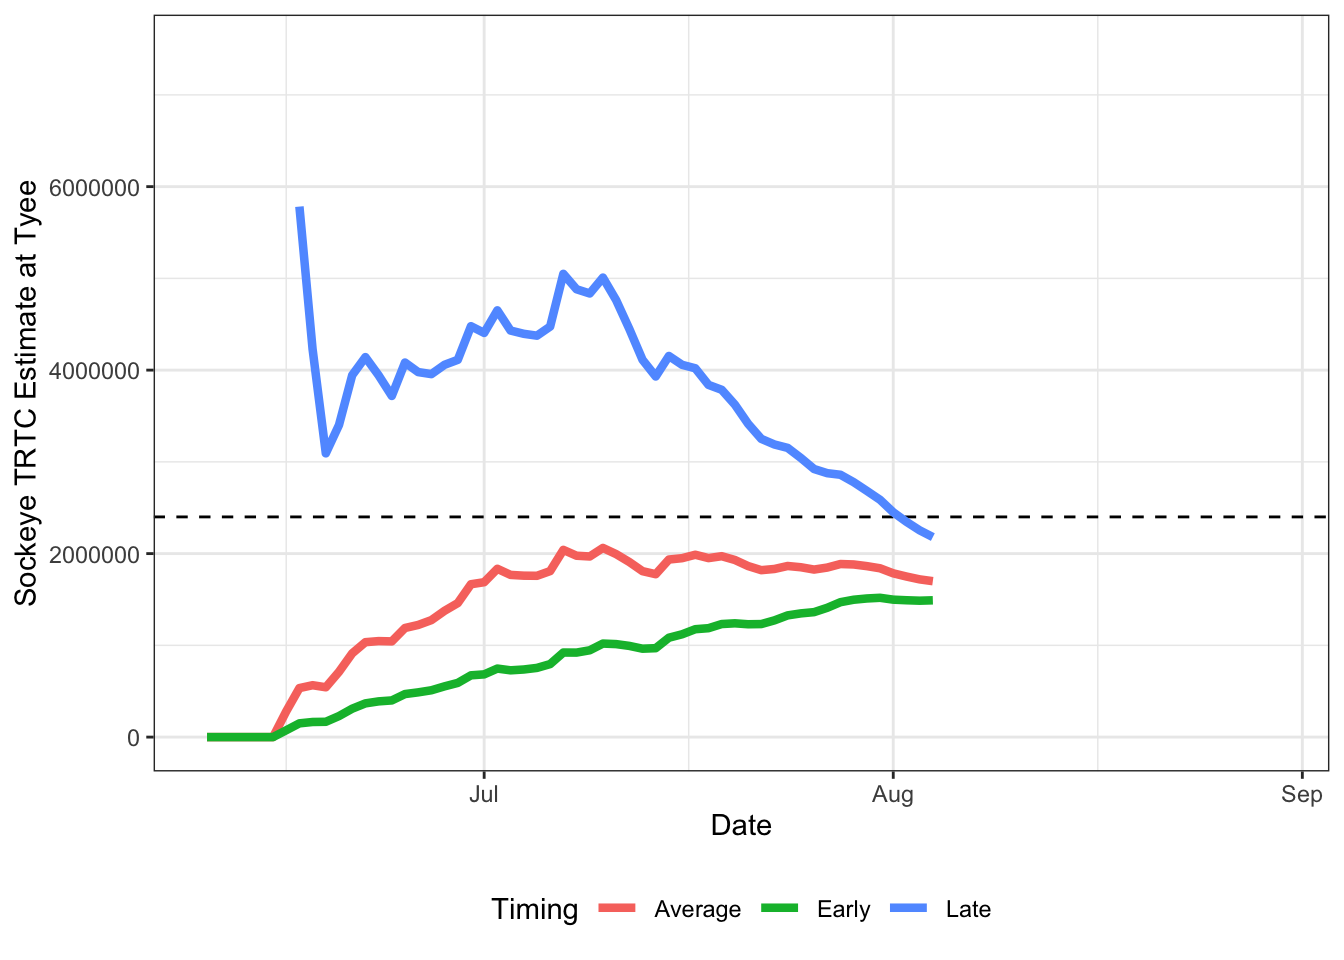 Sockeye TRTC Estimate at Tyee
6000000
4000000
2000000
0
Jul Aug Sep
Date
Timing Average Early Late